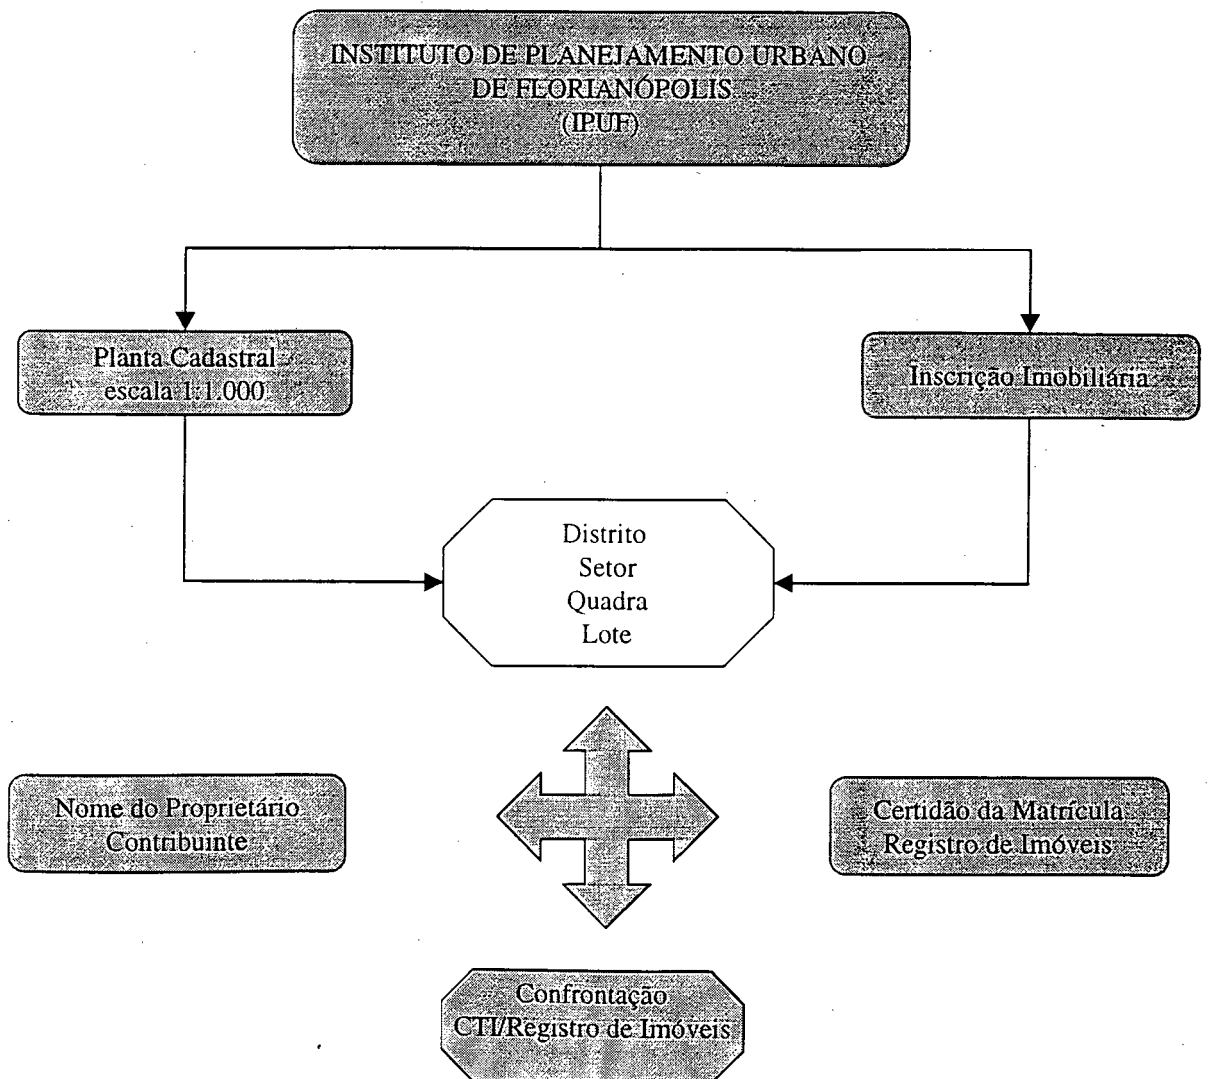 INSTITUTO DE PLANEJAMENTO URBANO
DE FLORIANÓPOLIS
(IPUF)
Planta Cadastral
escala 1:1.000
Inscrição Imobiliária
Distrito
Setor
Quadra
Lote
Nome do Proprietário
Contribuinte
Certidão da Matrícula
Registro de Imóveis
Confrontação
CTI/Registro de Imóveis